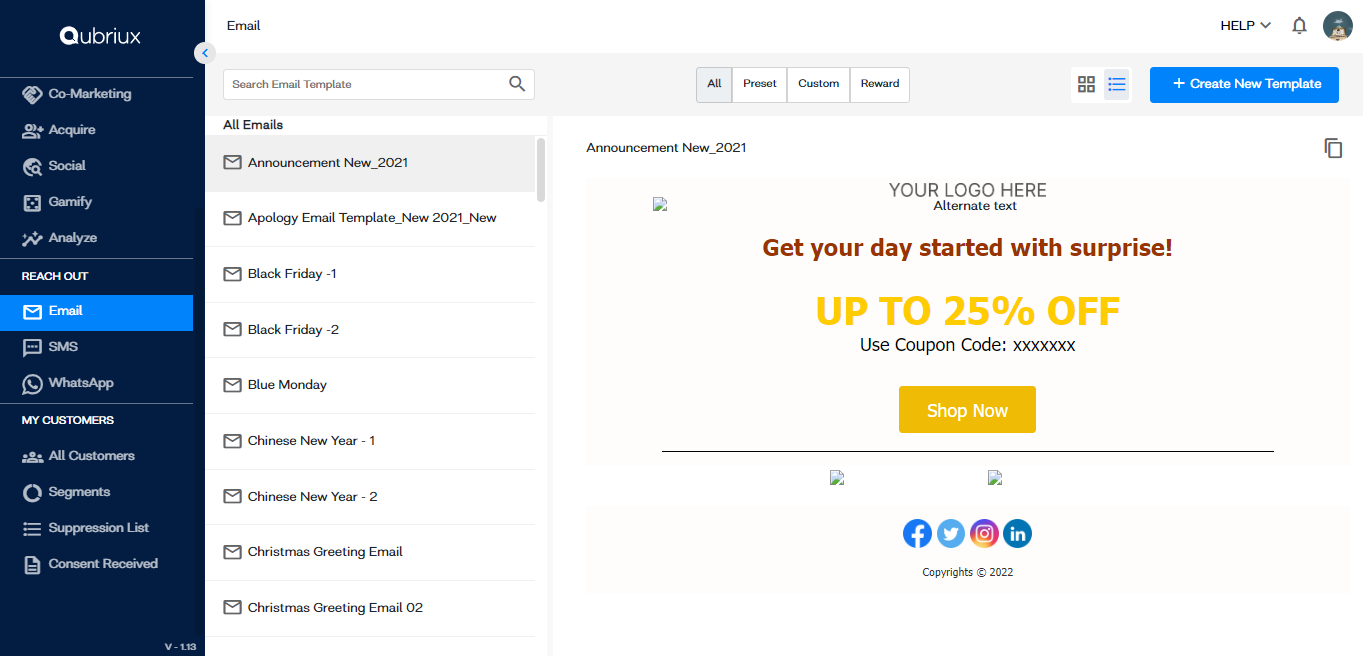 Qubriux
Co-Marketing
Acquire
Social
Gamify
Analyze
REACH OUT
Email
SMS
WhatsApp
MY CUSTOMERS
All Customers
Segments
Suppression List
Consent Received
V - 1.13
Email
HELP
Search Email Template
All Preset Custom Reward
+ Create New Template
All Emails
Announcement New_2021
Apology Email Template_New 2021_New
Black Friday -1
Black Friday -2
Blue Monday
Chinese New Year - 1
Chinese New Year - 2
Christmas Greeting Email
Christmas Greeting Email 02
Announcement New_2021
YOUR LOGO HERE
Alternate text
Get your day started with surprise!
UP TO 25% OFF
Use Coupon Code: xxxxxxx
Shop Now
Copyrights © 2022